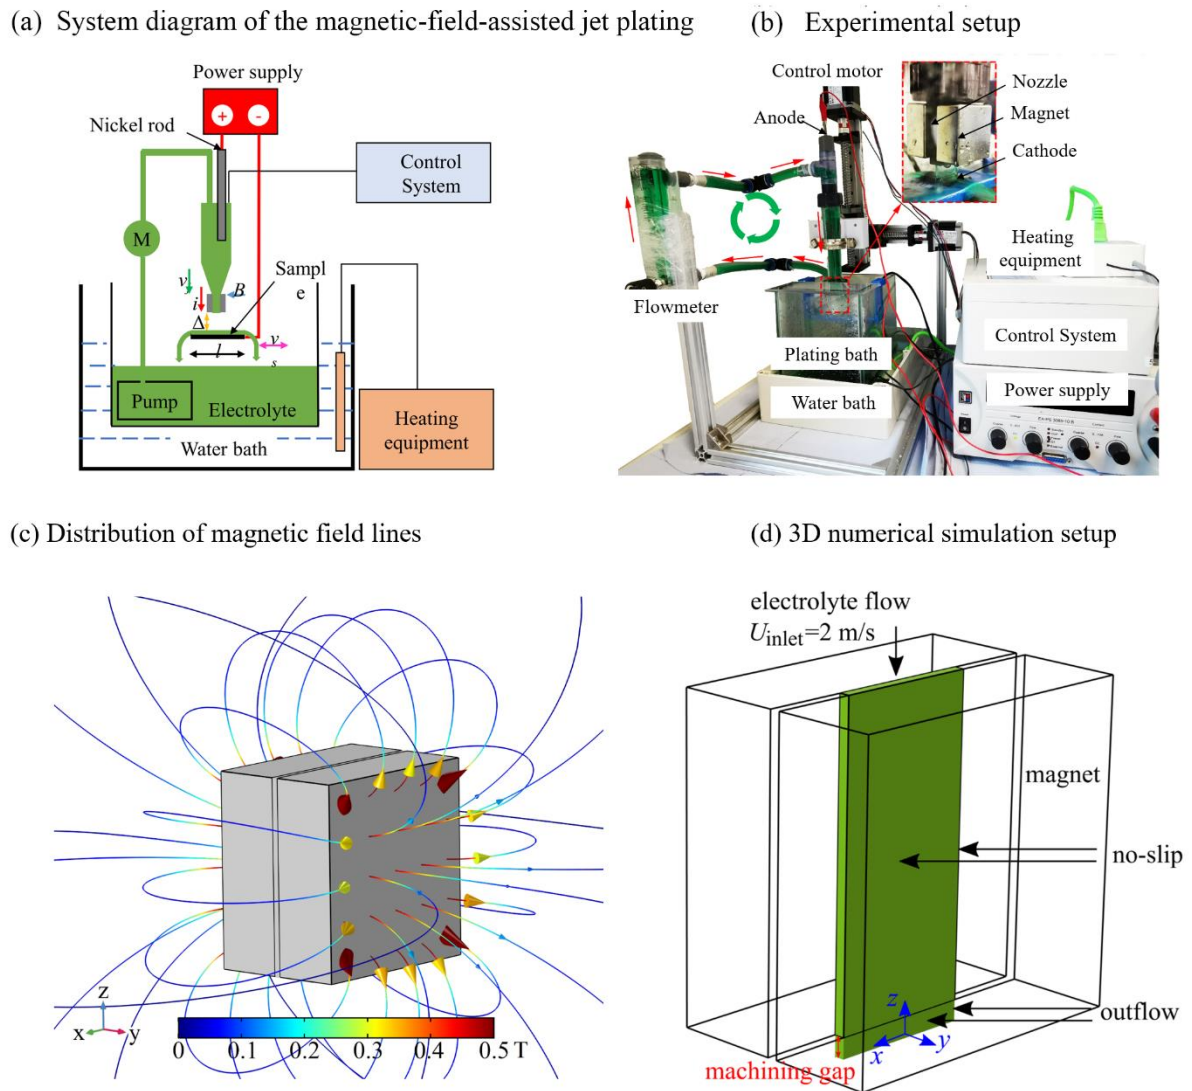 (a) System diagram of the magnetic-field-assisted jet plating
Power supply
+
-
Nickel rod
Control
System
M
v
B
i
Sampl
e
Δ
v
l
s
Pump
Electrolyte
Water bath
Heating
equipment
(b) Experimental setup
Control motor
Anode
Nozzle
Magnet
Cathode
Flowmeter
Heating
equipment
Control System
Plating bath
Power supply
Water bath
(c) Distribution of magnetic field lines
z
x
y
0
0.1
0.2
0.3
0.4
0.5 T
(d) 3D numerical simulation setup
electrolyte flow
Uinlet=2 m/s
magnet
no-slip
z
outflow
x
y
machining gap